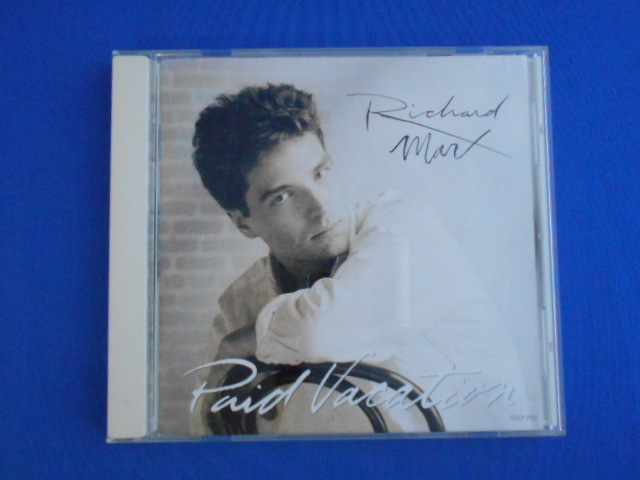 Richard
Marx
Paid Vacation